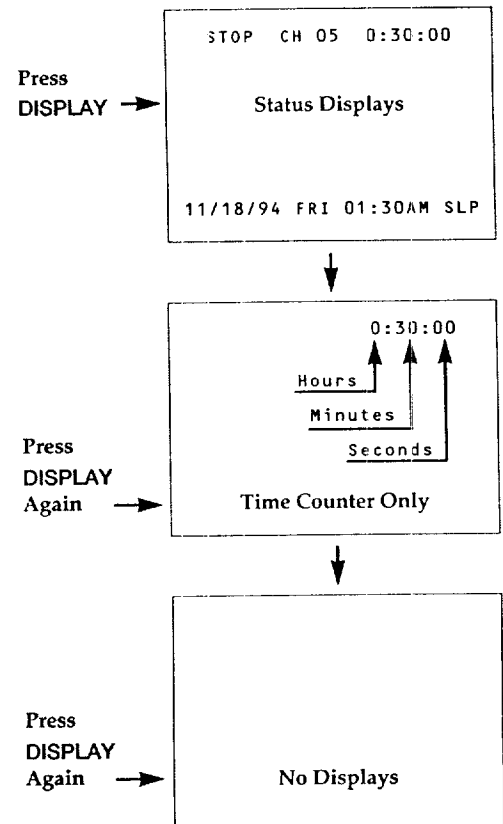 STOP CH 05 0:30:00
Press
DISPLAY
Status Displays
11/18/94 FRI 01:30AM SLP
0:30:00
Hours
Minutes
Seconds
Press
DISPLAY
Again
Time Counter Only
Press
DISPLAY
Again
No Displays